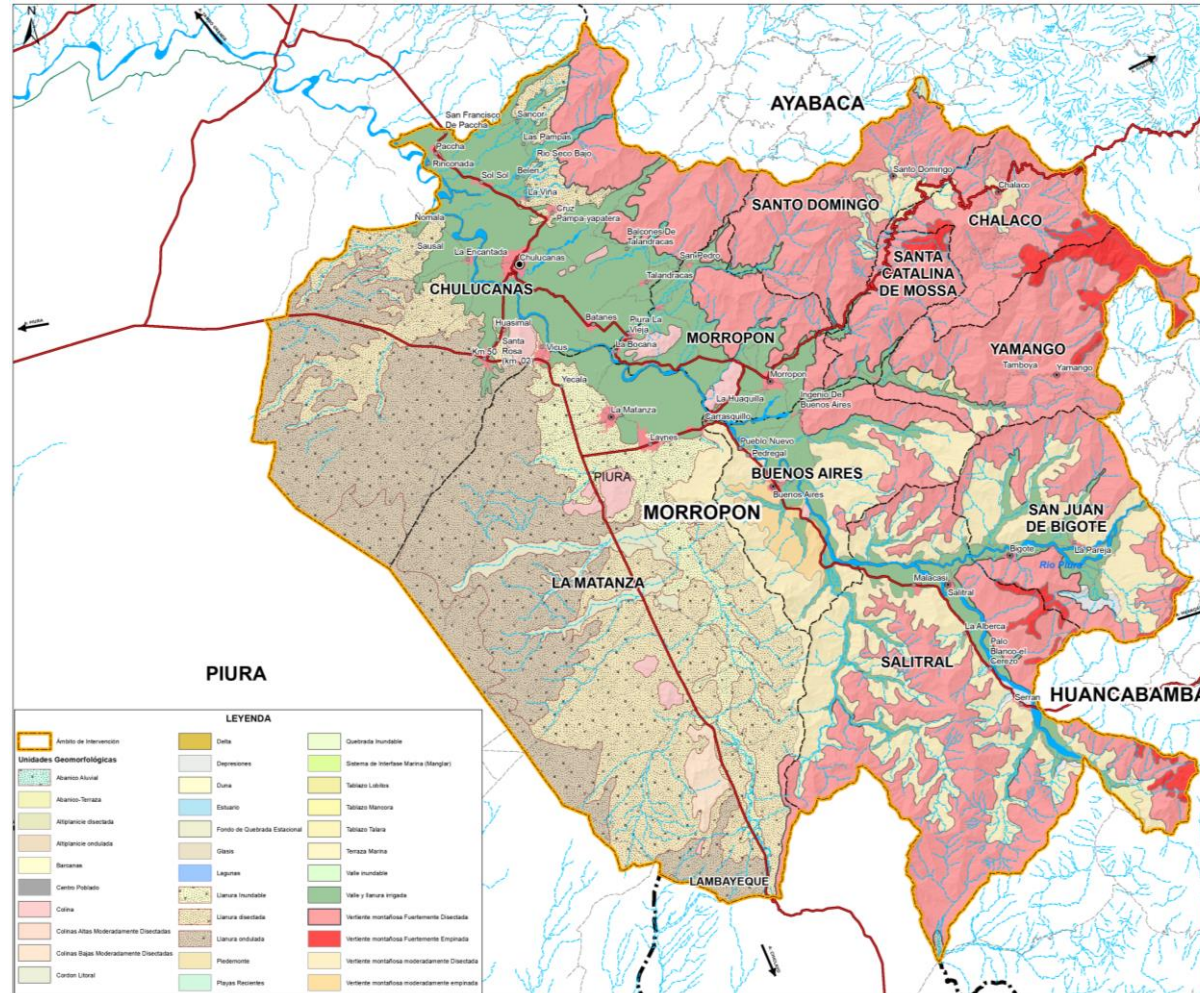 N
A HUANCABAMBA
AYABACA
San Francisco
De Paccha
Sancor
Paccha
Las Pampas
Rinconada
Rio Seco Bajo
Sol Sol
Belen
La Viña
Cruz
Pampa-yapatera
Ñomala
Sausal
La Encantada
Chulucanas
CHULUCANAS
Balcones De
Talandracas
San Pedro
Talandracas
Santo Domingo
SANTO DOMINGO
Chalaco
CHALACO
SANTA
CATALINA
DE MOSSA
YAMANGO
Tamboya
Yamango
Huasimal
Batanes
Piura La
Vieja
MORROPON
Km 50
Santa
Rosa
Vicus
La Bocana
Morropon
Yecala
La Huaquilla
Ingenio De
Buenos Aires
La Matanza
Carrasquillo
Laynes
Pueblo Nuevo
Pedregal
BUENOS AIRES
PIURA
Buenos Aires
MORROPON
SAN JUAN
DE BIGOTE
Bigote
La Pareja
Rio Piura
LA MATANZA
Malacasi
Salitral
La Alberca
Palo
Blanco-el
Cerezo
SALITRAL
Serran
HUANCABAMBA
PIURA
LAMBAYEQUE
A PIURA
A CHICLAYO
LEYENDA
Ámbito de Intervención
Unidades Geomorfológicas
Abanico Aluvial
Abanico-Terraza
Altiplanicie disectada
Altiplanicie ondulada
Barcanas
Centro Poblado
Colina
Colinas Altas Moderadamente Disectadas
Colinas Bajas Moderadamente Disectadas
Cordon Litoral
Delta
Depresiones
Duna
Estuario
Fondo de Quebrada Estacional
Glasis
Lagunas
Llanura Inundable
Llanura disectada
Llanura ondulada
Piedemonte
Playas Recientes
Quebrada Inundable
Sistema de Interfase Marina (Manglar)
Tablazo Lobitos
Tablazo Mancora
Tablazo Talara
Terraza Marina
Valle inundable
Valle y llanura irrigada
Vertiente montañosa Fuertemente Disectada
Vertiente montañosa Fuertemente Empinada
Vertiente montañosa moderadamente Disectada
Vertiente montañosa moderadamente empinada